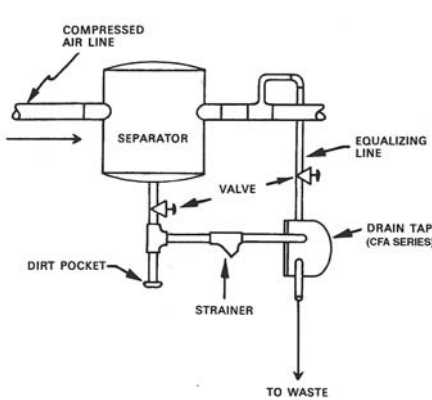 COMPRESSED
AIR LINE
SEPARATOR
EQUALIZING
LINE
VALVE
DRAIN TAP
(CFA SERIES)
DIRT POCKET
STRAINER
TO WASTE